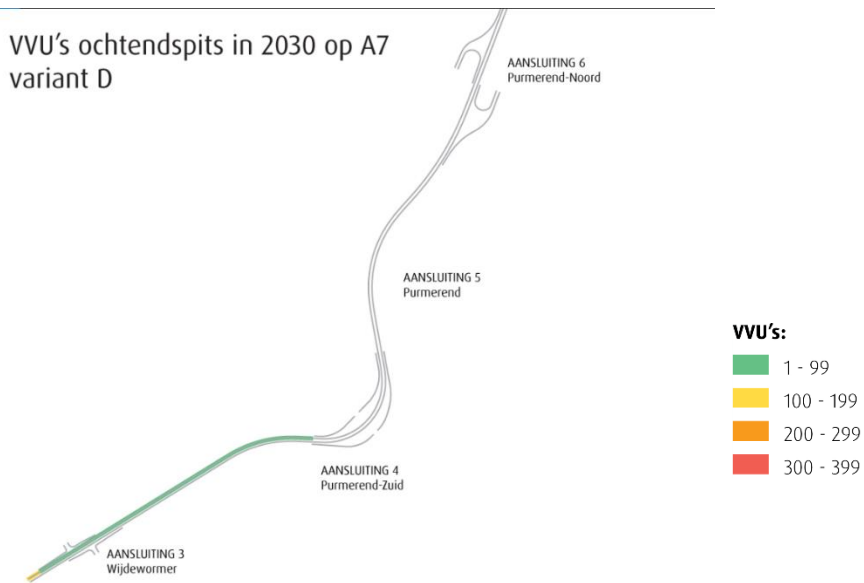 VVU's ochtendspits in 2030 op A7
variant D
AANSLUITING 6
Purmerend-Noord
AANSLUITING 5
Purmerend
AANSLUITING 4
Purmerend-Zuid
AANSLUITING 3
Wijdewormer
VVU's:
1 - 99
100 - 199
200 - 299
300 - 399